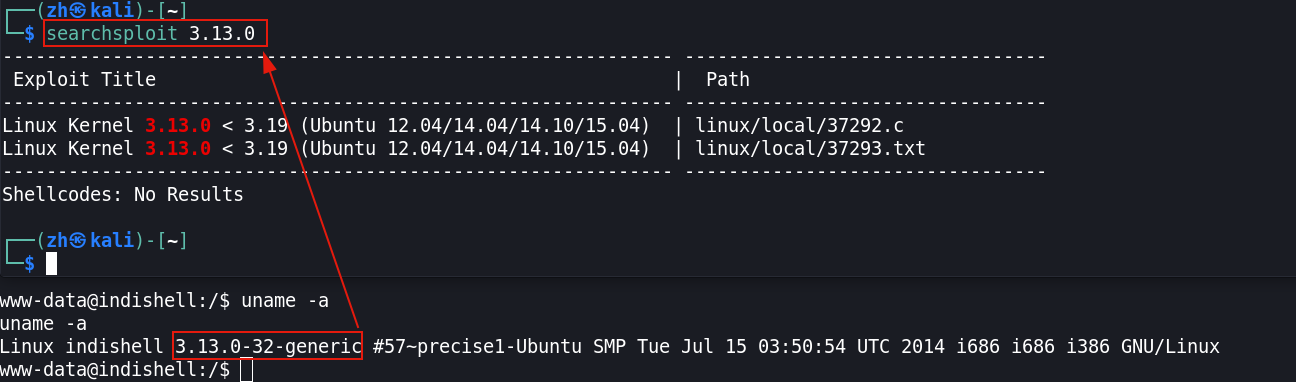 ┌──(zh㉿kali)-[~]
└─$ searchsploit 3.13.0
------------------------------------------------------------- ---------------------------------
 Exploit Title                                               |  Path
------------------------------------------------------------- ---------------------------------
Linux Kernel 3.13.0 < 3.19 (Ubuntu 12.04/14.04/14.10/15.04)  | linux/local/37292.c
Linux Kernel 3.13.0 < 3.19 (Ubuntu 12.04/14.04/14.10/15.04)  | linux/local/37293.txt
------------------------------------------------------------- ---------------------------------
Shellcodes: No Results
┌──(zh㉿kali)-[~]
└─$
www-data@indishell:/$ uname -a
uname -a
Linux indishell 3.13.0-32-generic #57~precise1-Ubuntu SMP Tue Jul 15 03:50:54 UTC 2014 i686 i686 i386 GNU/Linux
www-data@indishell:/$